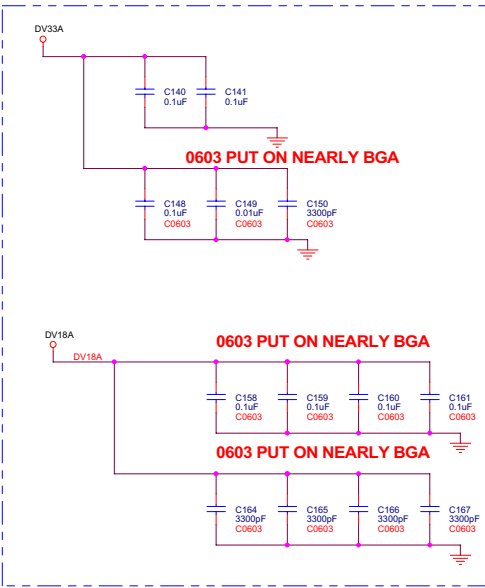 DV33A
C140 C141
0.1uF 0.1uF
0603 PUT ON NEARLY BGA
C148 C149 C150
0.1uF 0.01uF 3300pF
C0603 C0603 C0603
DV18A
DV18A
0603 PUT ON NEARLY BGA
C158 C159 C160 C161
0.1uF 0.1uF 0.1uF 0.1uF
C0603 C0603 C0603 C0603
0603 PUT ON NEARLY BGA
C164 C165 C166 C167
3300pF 3300pF 3300pF 3300pF
C0603 C0603 C0603 C0603